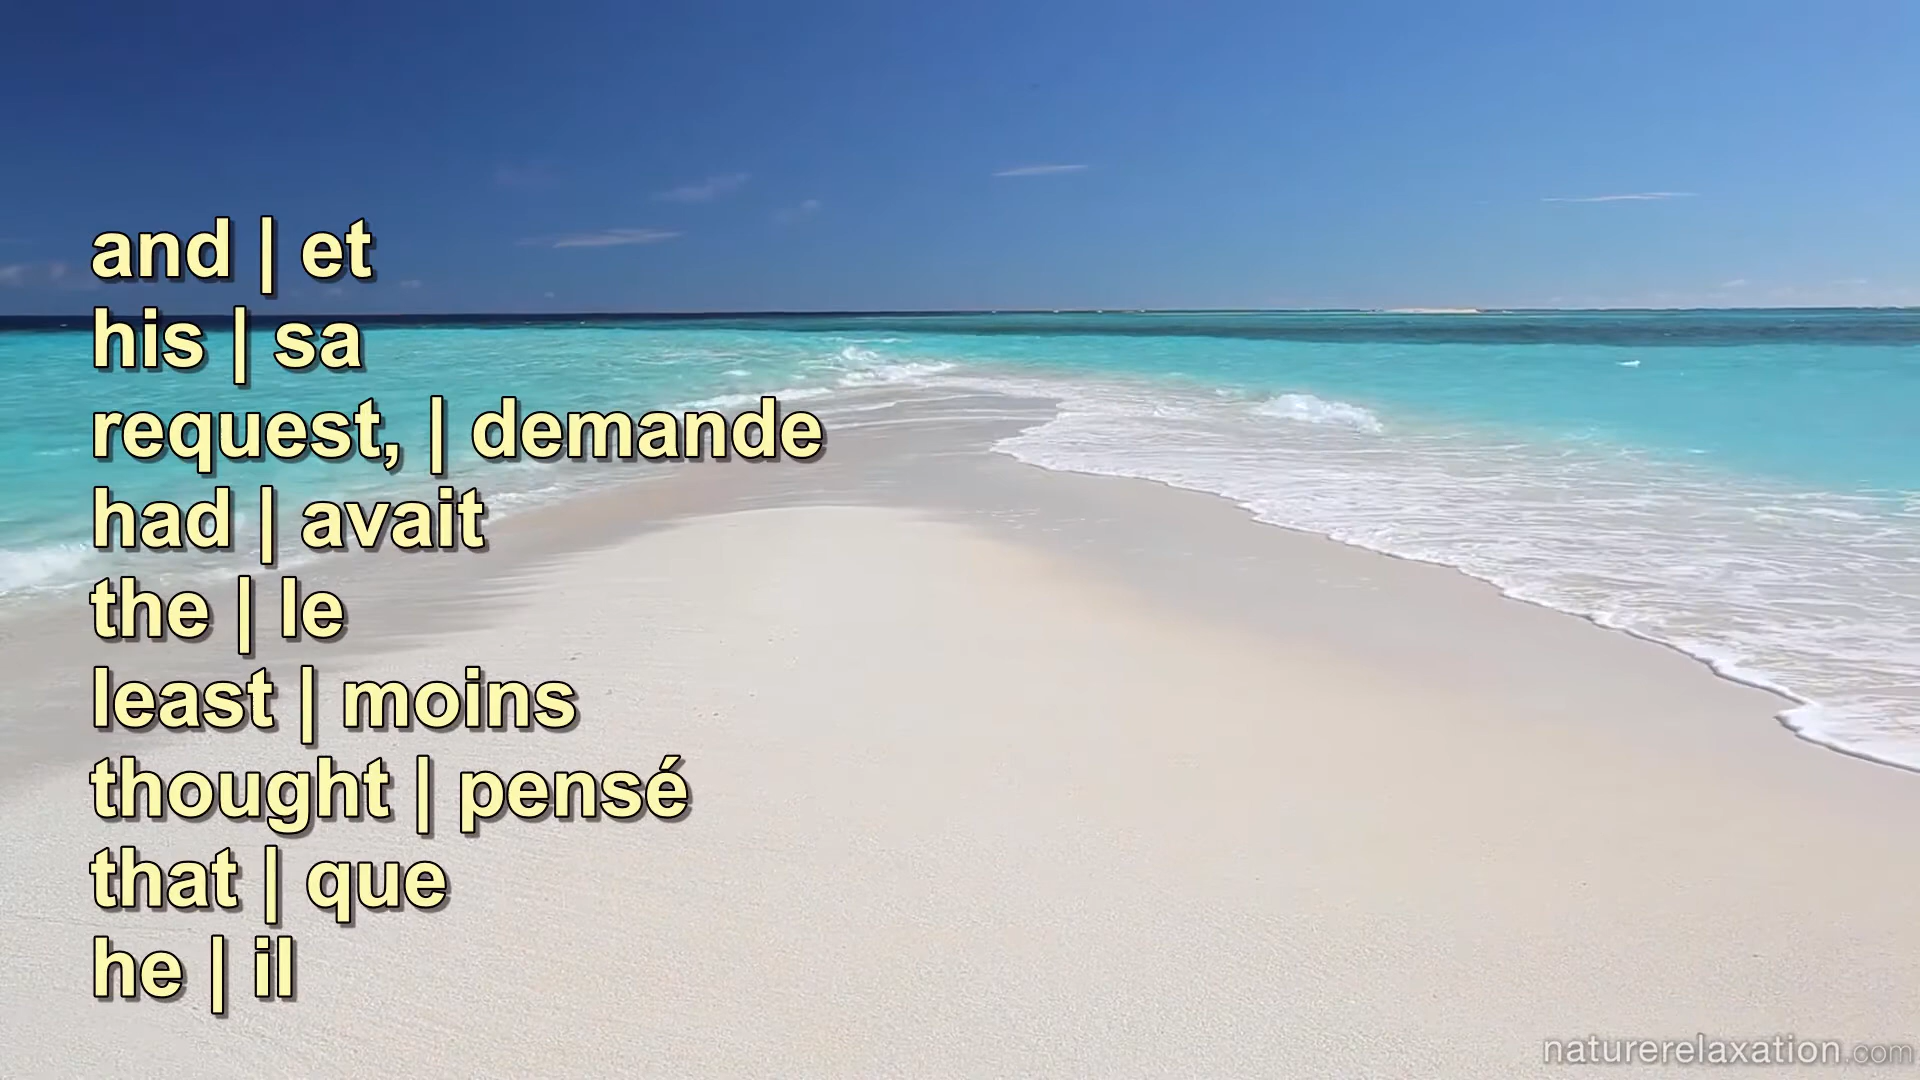 and | et
his | sa
request, | demande
had | avait
the | le
least | moins
thought | pensé
that | que
he | il
naturerelaxation.com